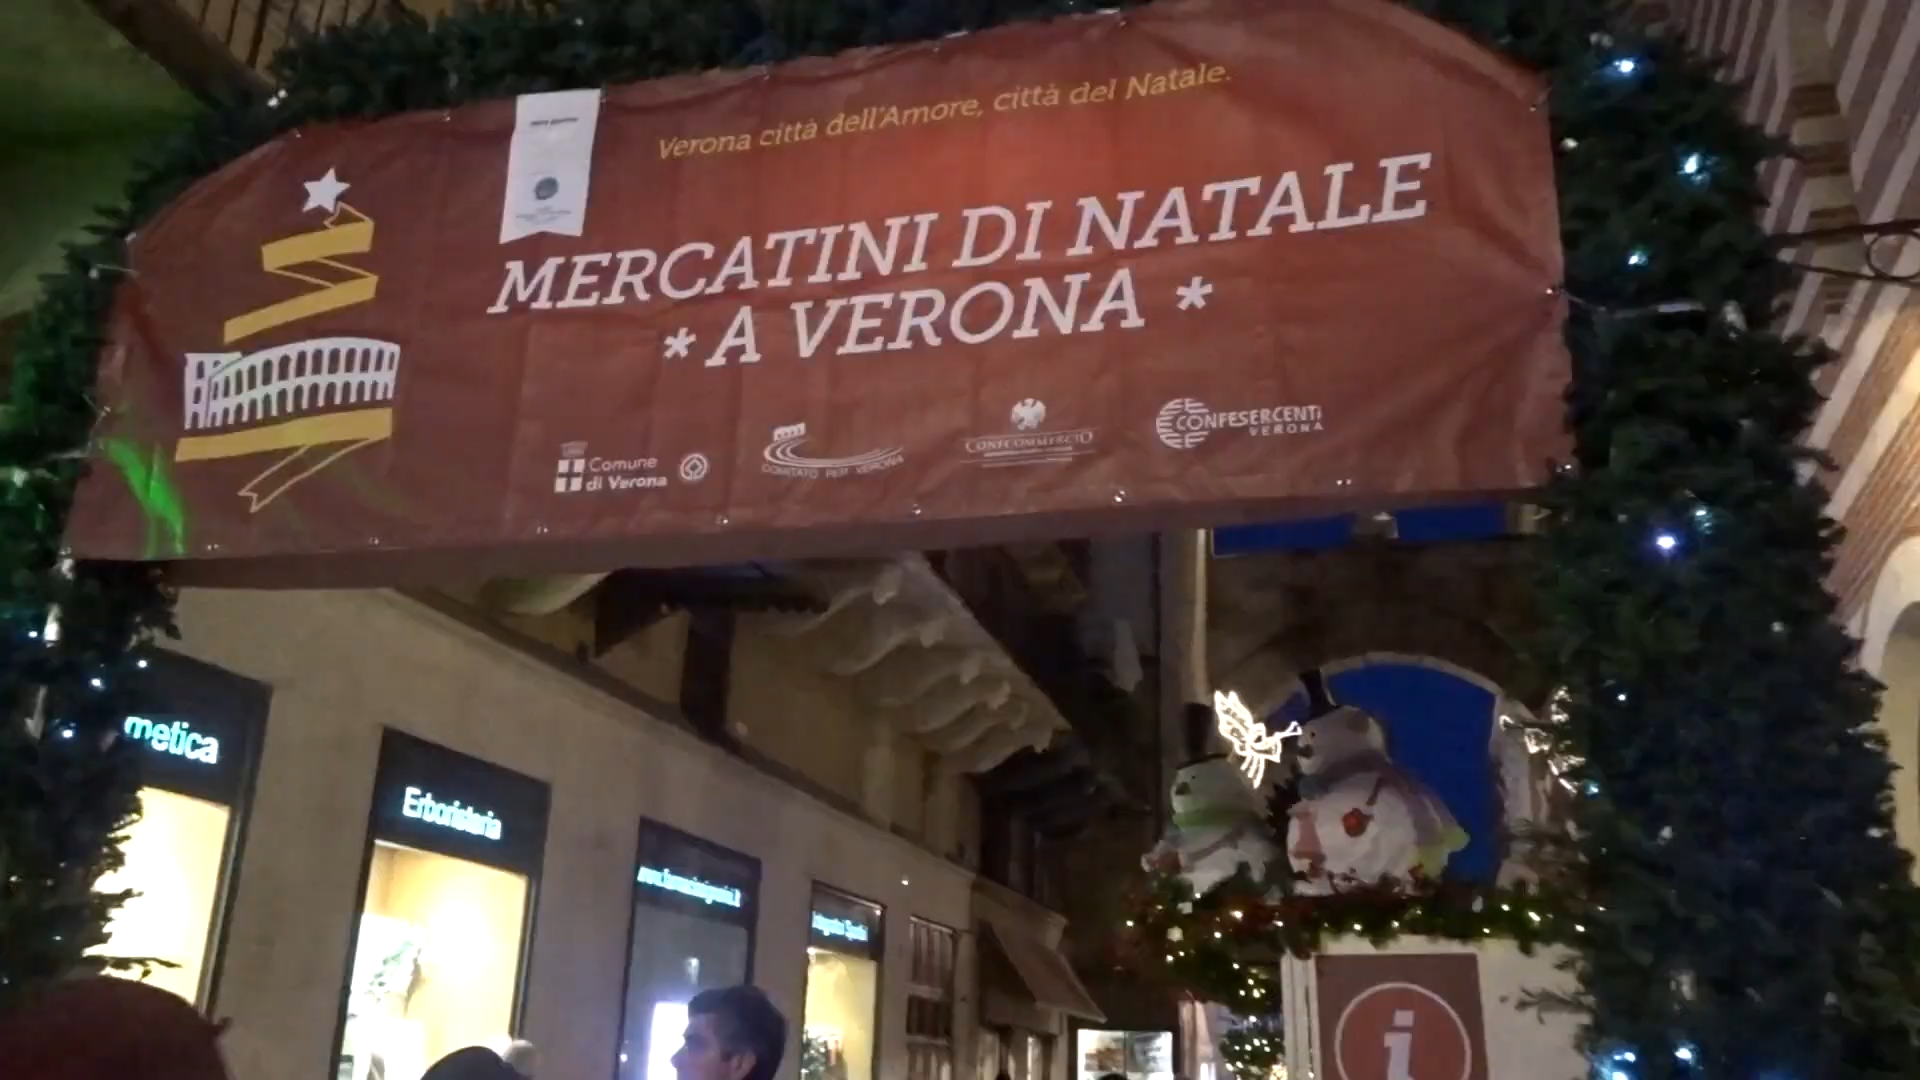 Verona città dell'Amore, città del Natale.
MERCATINI DI NATALE
* A VERONA *
Comune
di Verona
COMITATO PER VERONA
CONFCOMMERCIO
CONFESERCENTI
VERONA
metica
Erboristeria
i